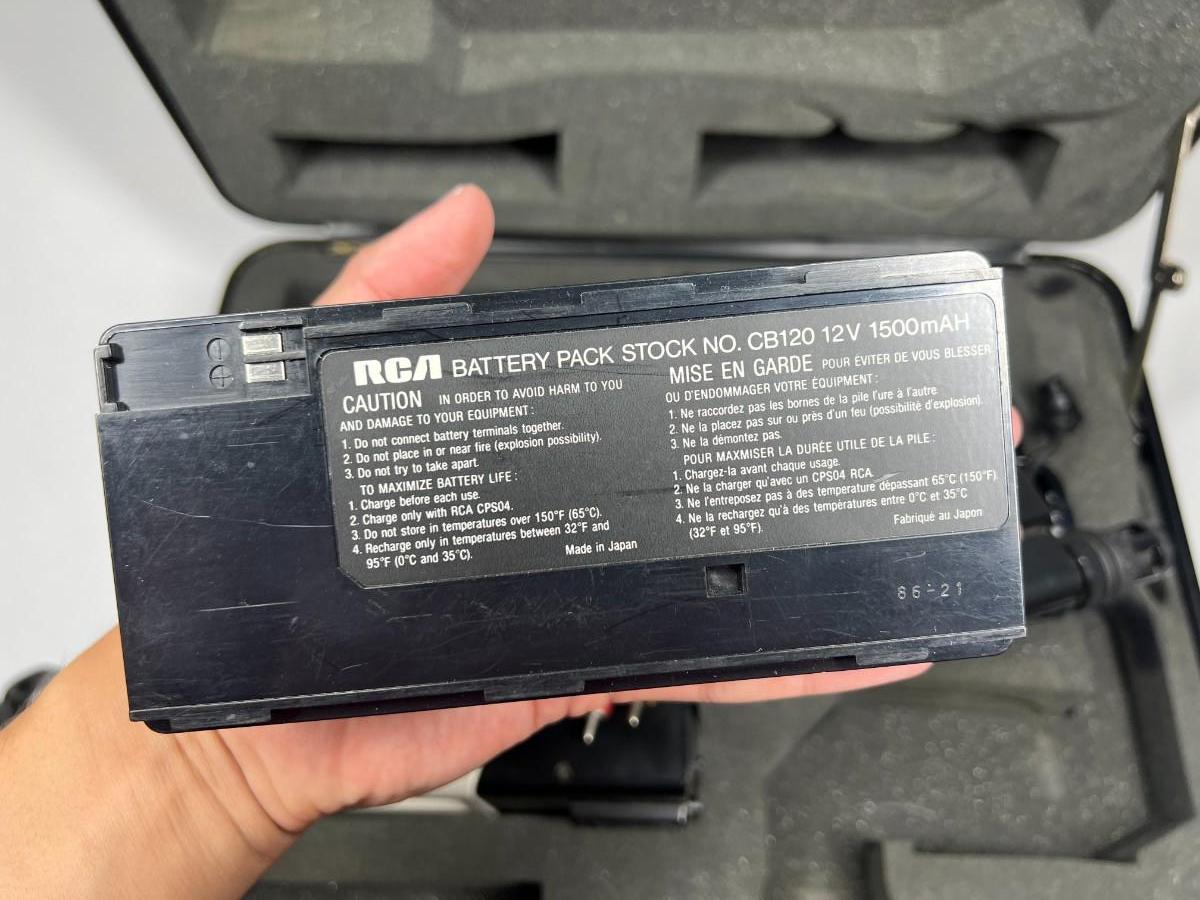 RCA BATTERY PACK STOCK NO. CB120 12V 1500mAH
CAUTION IN ORDER TO AVOID HARM TO YOU
AND DAMAGE TO YOUR EQUIPMENT:
1. Do not connect battery terminals together.
2. Do not place in or near fire (explosion possibility).
3. Do not try to take apart.
TO MAXIMIZE BATTERY LIFE:
1. Charge before each use.
2. Charge only with RCA CPS04.
3. Do not store in temperatures over 150°F (65°C).
4. Recharge only in temperatures between 32°F and
95°F (0°C and 35°C).
Made in Japan
MISE EN GARDE POUR ÉVITER DE VOUS BLESSER
OU D'ENDOMMAGER VOTRE ÉQUIPMENT:
1. Ne raccordez pas les bornes de la pile l'ure à l'autre
2. Ne la placez pas sur ou près d'un feu (possibilité d'explosion).
3. Ne la démontez pas.
POUR MAXMISER LA DURÉE UTILE DE LA PILE:
1. Chargez-la avant chaque usage.
2. Ne la charger qu'avec un CPS04 RCA.
3. Ne l'entreposez pas à des temperature dépassant 65°C (150°F).
4. Ne la rechargez qu'à des températures entre 0°C et 35°C
(32°F et 95°F).
Fabriqué au Japon
86-21